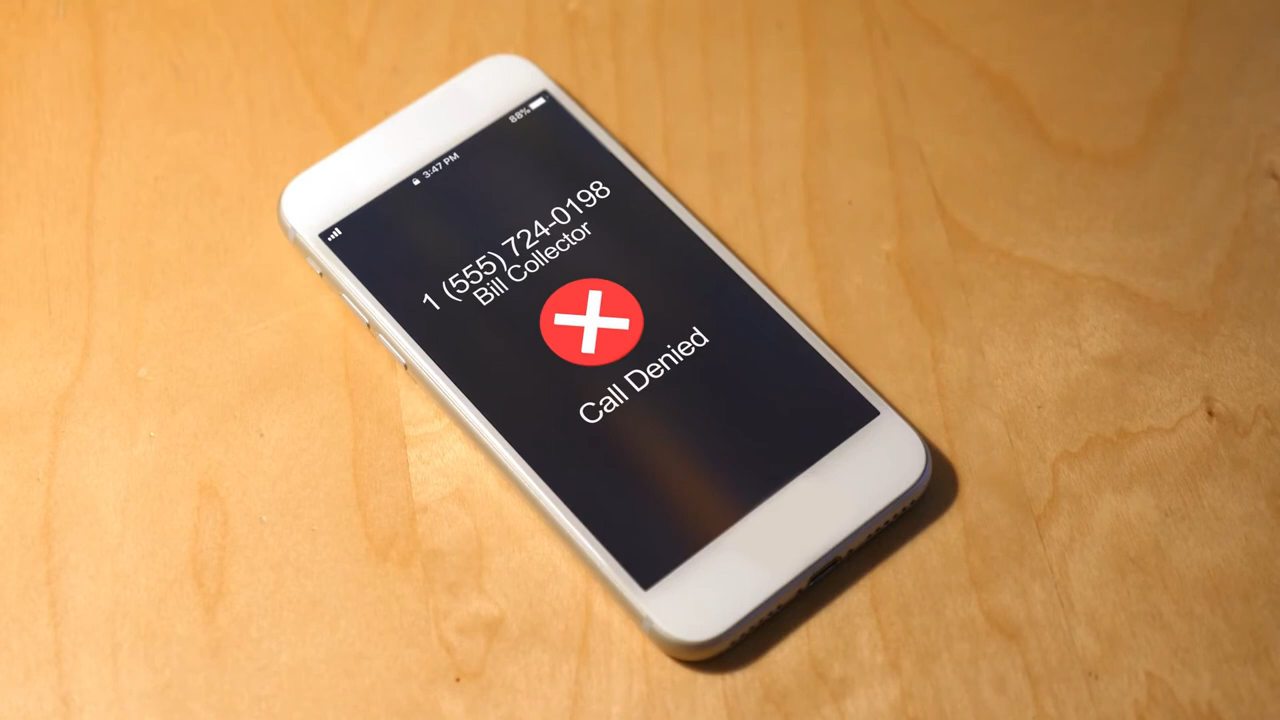 88%
3:47 PM
1 (555) 724-0198
Bill Collector
Call Denied